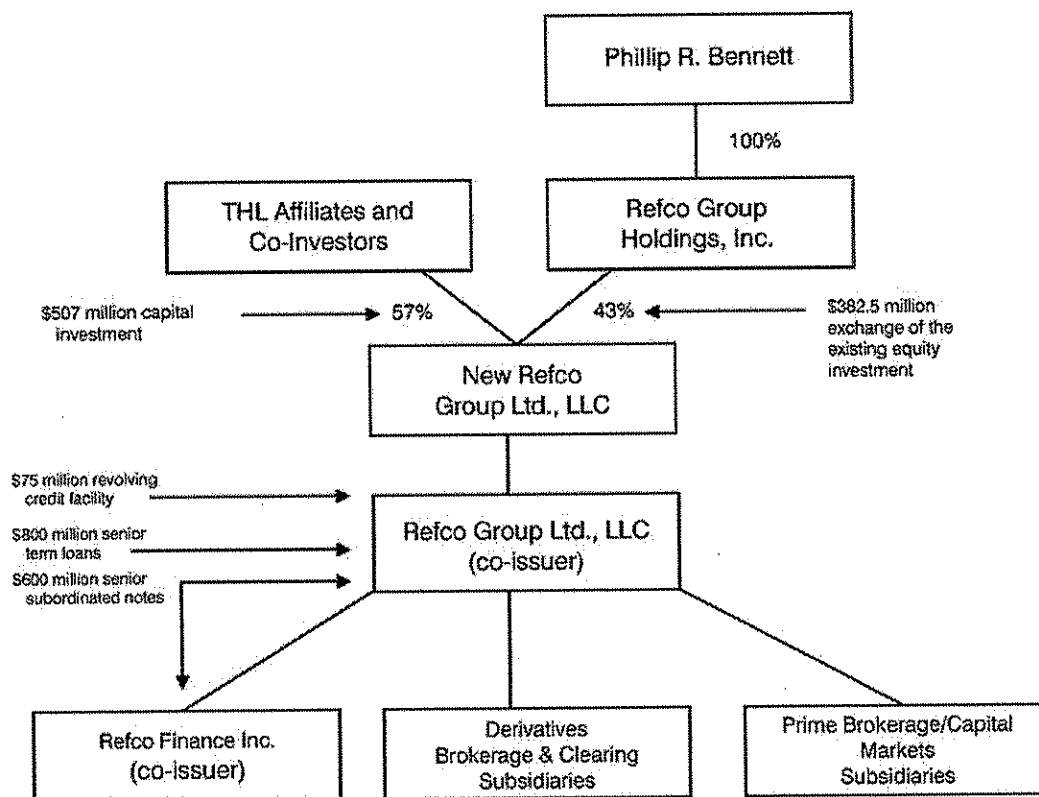 Phillip R. Bennett
100%
THL Affiliates and
Co-Investors
Refco Group
Holdings, Inc.
$507 million capital
investment
57%
43%
$382.5 million
exchange of the
existing equity
investment
New Refco
Group Ltd., LLC
$75 million revolving
credit facility
$800 million senior
term loans
$600 million senior
subordinated notes
Refco Group Ltd., LLC
(co-issuer)
Refco Finance Inc.
(co-issuer)
Derivatives
Brokerage & Clearing
Subsidiaries
Prime Brokerage/Capital
Markets
Subsidiaries